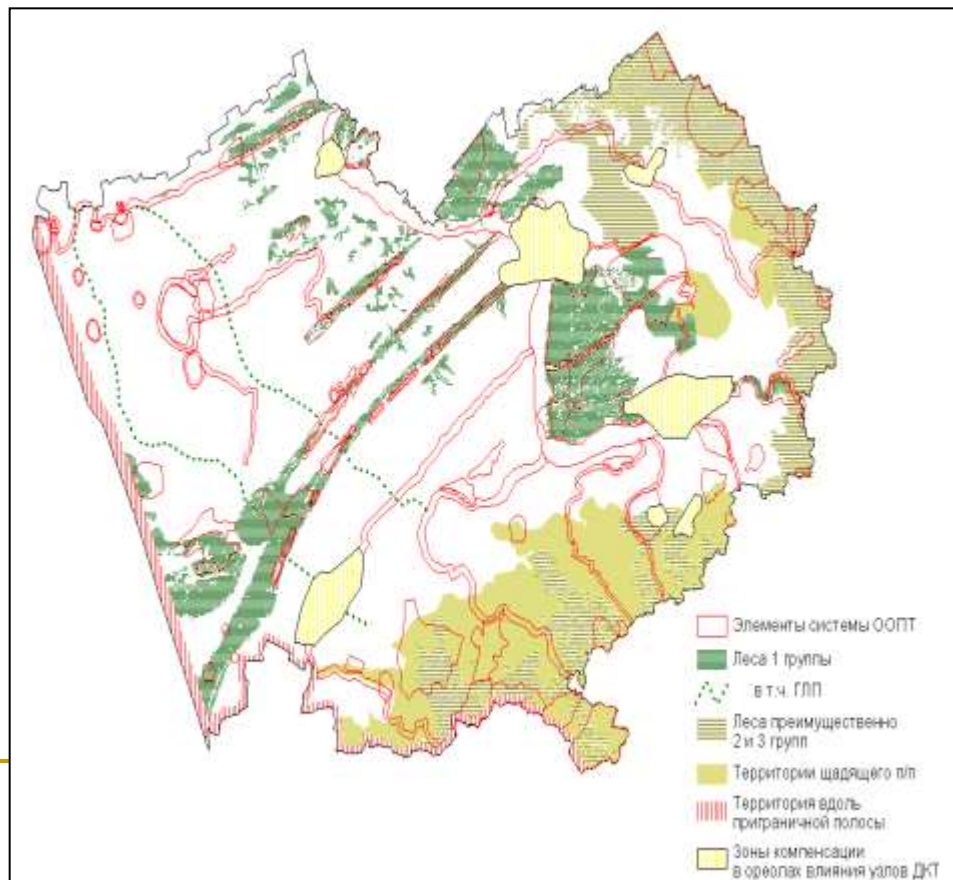 Элементы системы ООПТ
Леса 1 группы
в т.ч. ГЛП
Леса преимущественно
2 и 3 групп
Территории щадящего п/п
Территория вдоль
приграничной полосы
Зоны компенсации
в ореолах влияния узлов ДКТ